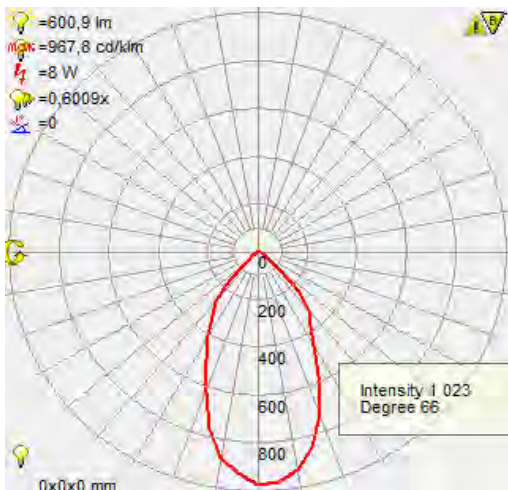 =600,9 lm
max =967,8 cd/klm
=8 W
=0,6009x
=0
B
G
0
200
400
600
800
Intensity 1 023
Degree 66
0x0x0 mm